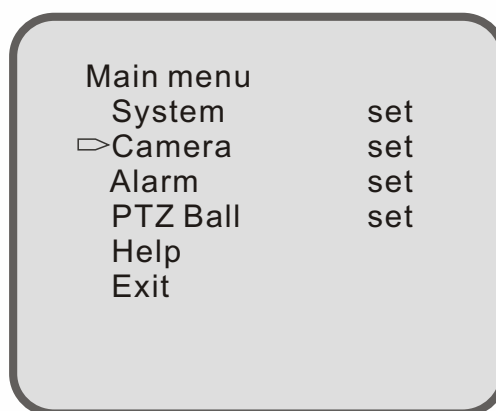 Main menu
System set
Camera set
Alarm set
PTZ Ball set
Help
Exit